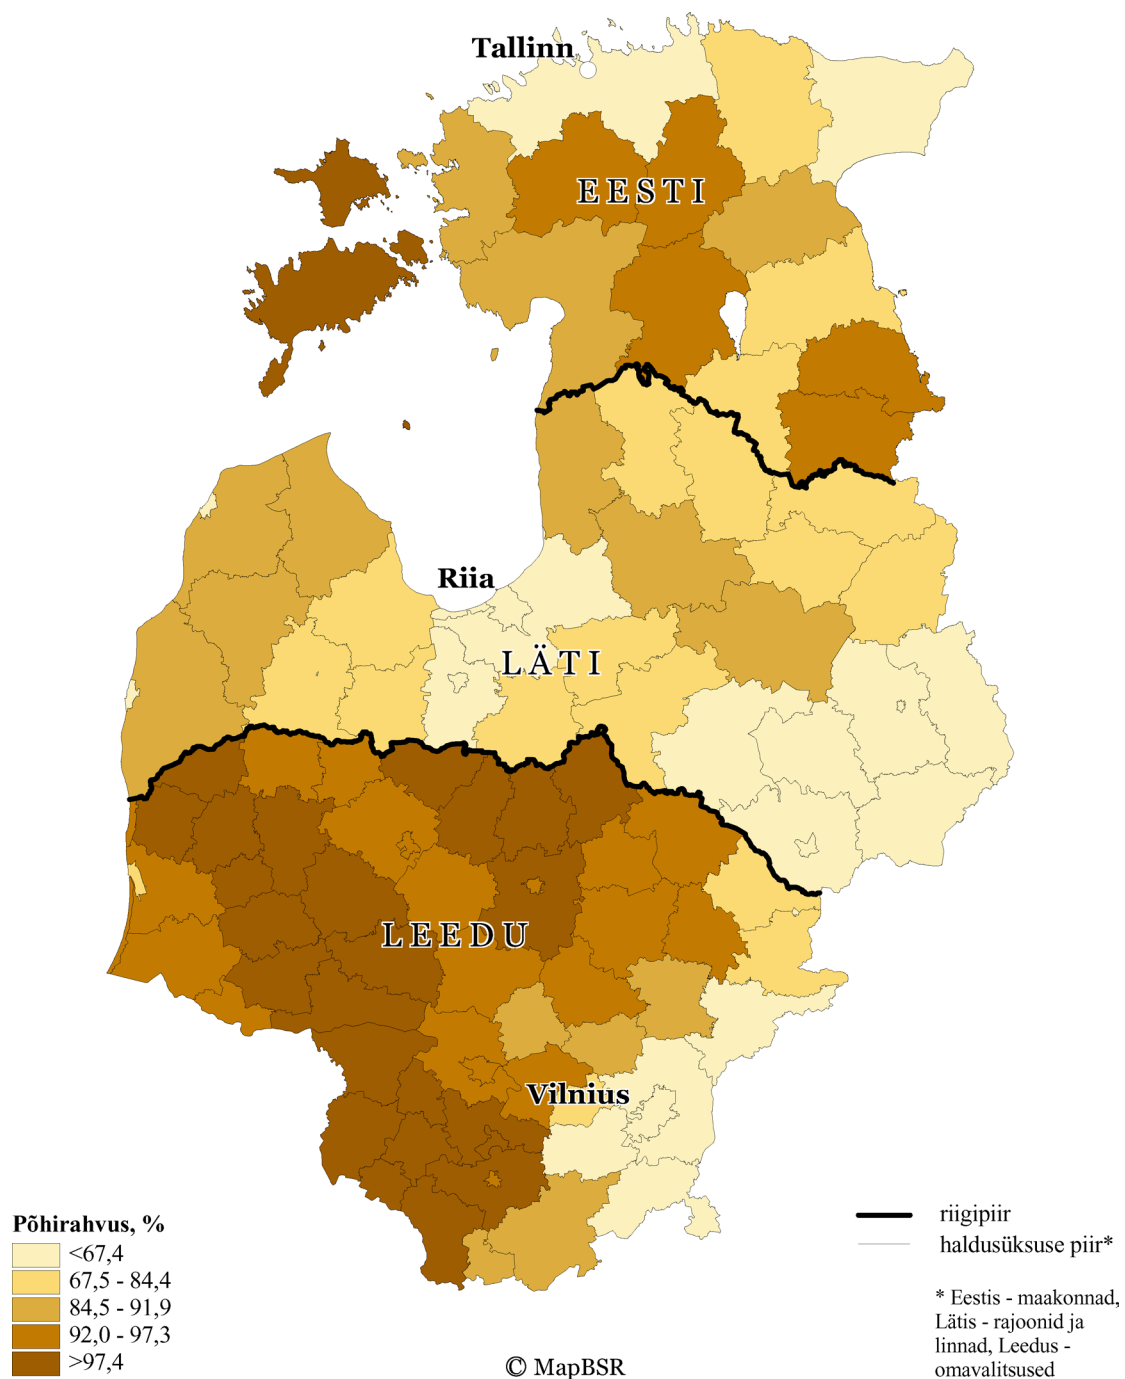 Tallinn
EESTI
Riia
LÄTI
LEEDU
Vilnius
Põhirahvus, %
<67,4
67,5 - 84,4
84,5 - 91,9
92,0 - 97,3
>97,4
riigipiir
haldusüksuse piir*
* Eestis - maakonnad,
Lätis - rajoonid ja
linnad, Leedus -
omavalitsused
© MapBSR